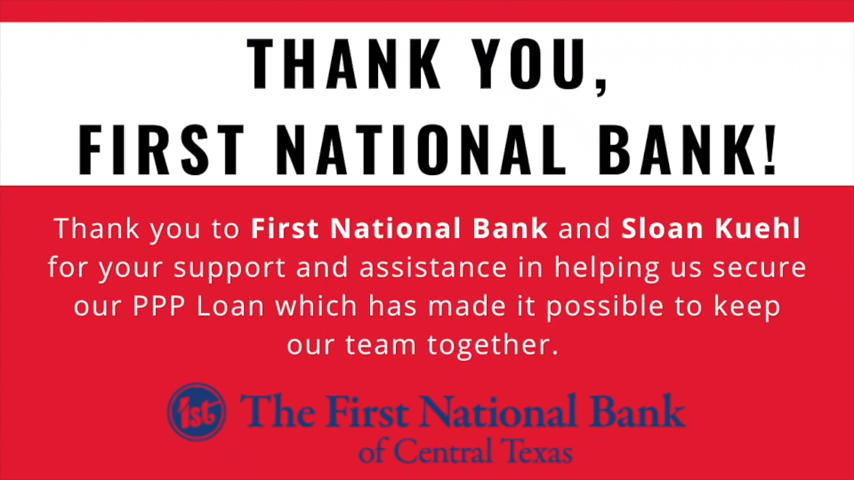 THANK YOU,
FIRST NATIONAL BANK!
Thank you to First National Bank and Sloan Kuehl
for your support and assistance in helping us secure
our PPP Loan which has made it possible to keep
our team together.
1st The First National Bank
of Central Texas